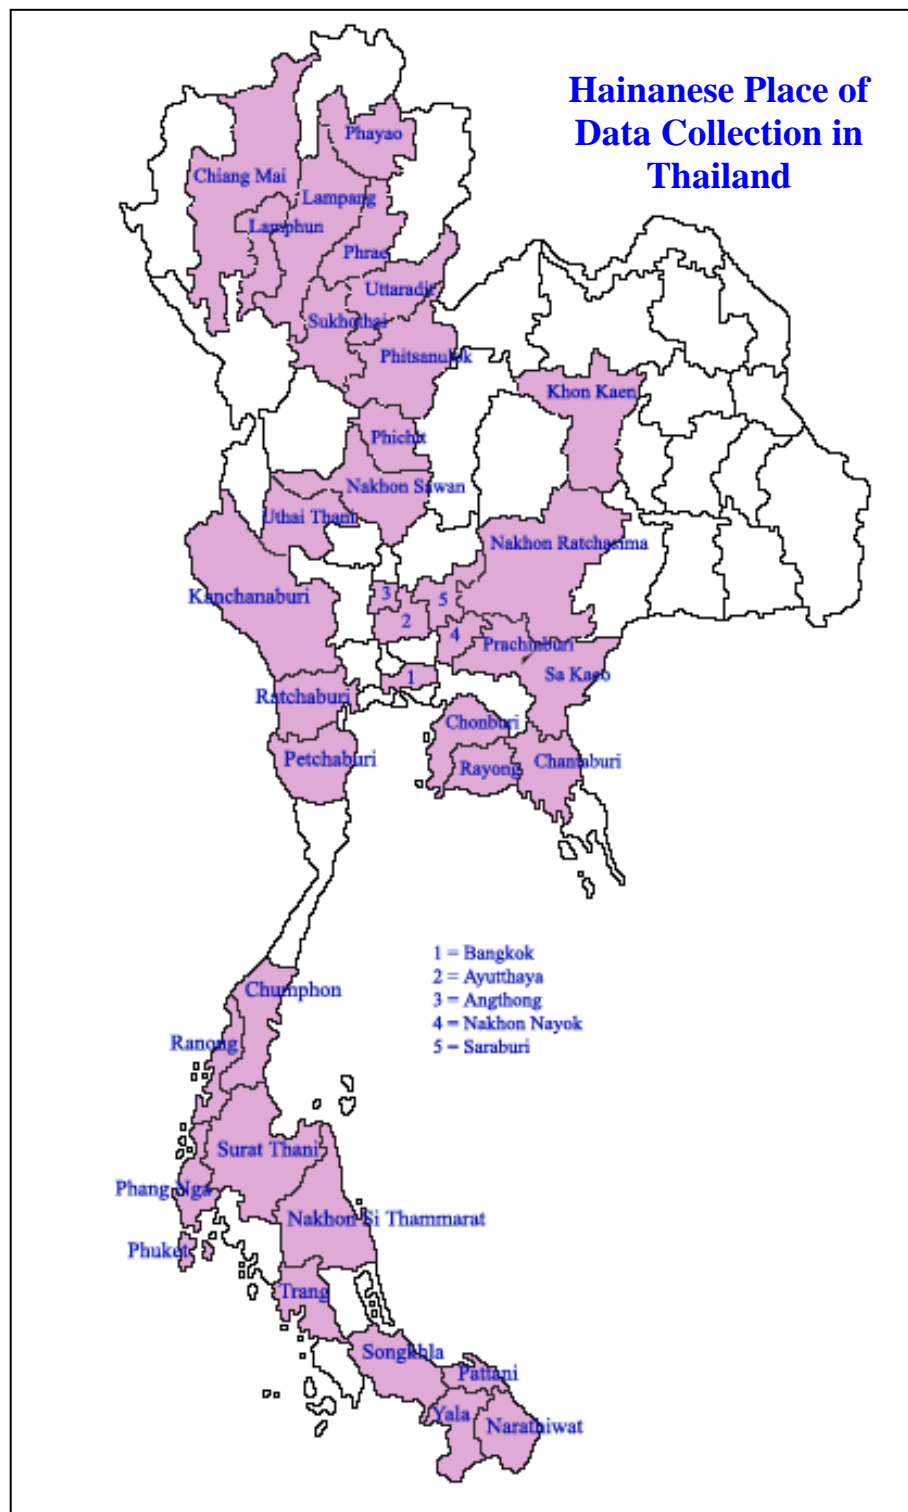 Hainanese Place of
Data Collection in
Thailand
Phayao
Chiang Mai
Lampang
Lamphun
Phrae
Uttaradit
Sukhothai
Phitsanulok
Khon Kaen
Phichit
Nakhon Sawan
Uthai Thani
Nakhon Ratchasima
Kanchanaburi
3
5
2
4
Prachinburi
Sa Kaeo
1
Ratchaburi
Chonburi
Petchaburi
Rayong
Chantaburi
1 = Bangkok
2 = Ayutthaya
3 = Angthong
4 = Nakhon Nayok
5 = Saraburi
Chumphon
Ranong
Surat Thani
Phang Nga
Nakhon Si Thammarat
Phuket
Trang
Songkhla
Pattani
Yala
Narathiwat